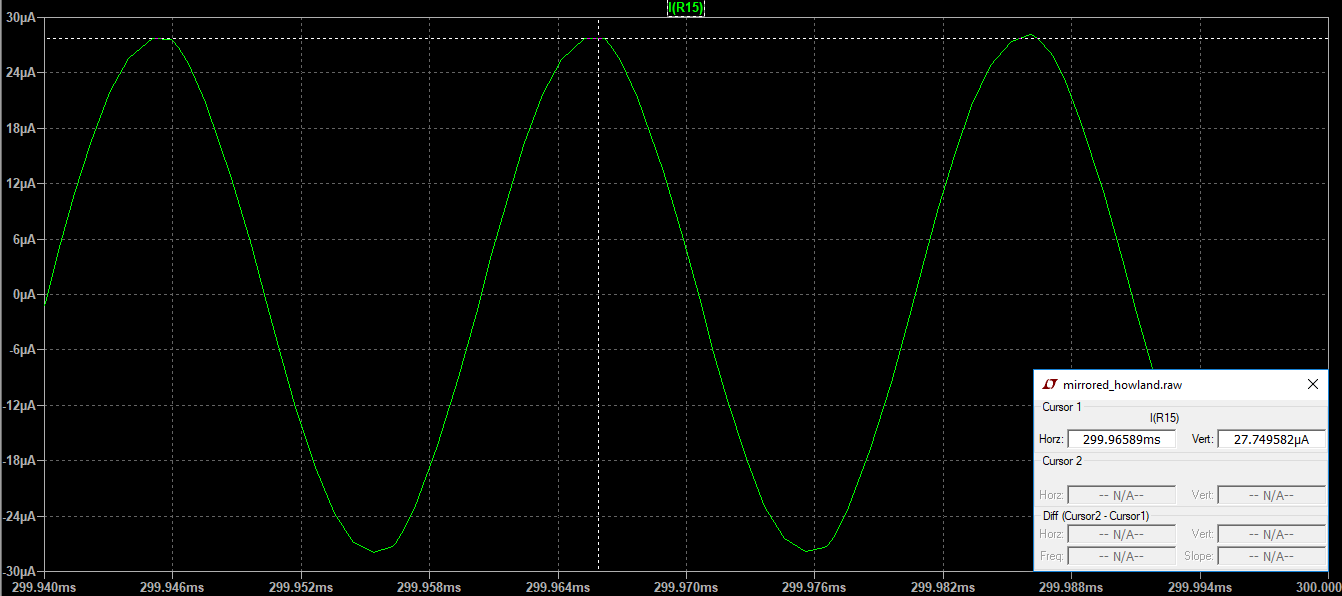 I(R15)
30µA
24µA
18µA
12µA
6µA
0µA
-6µA
-12µA
-18µA
-24µA
-30µA
299.940ms 299.946ms 299.952ms 299.958ms 299.964ms 299.970ms 299.976ms 299.982ms 299.988ms 299.994ms 300.000
mirrored_howland.raw
Cursor 1
I(R15)
Horz: 299.96589ms Vert: 27.749582µA
Cursor 2
Horz: -- N/A-- Vert: -- N/A--
Diff (Cursor2 - Cursor1)
Horz: -- N/A-- Vert: -- N/A--
Freq: -- N/A-- Slope: -- N/A--